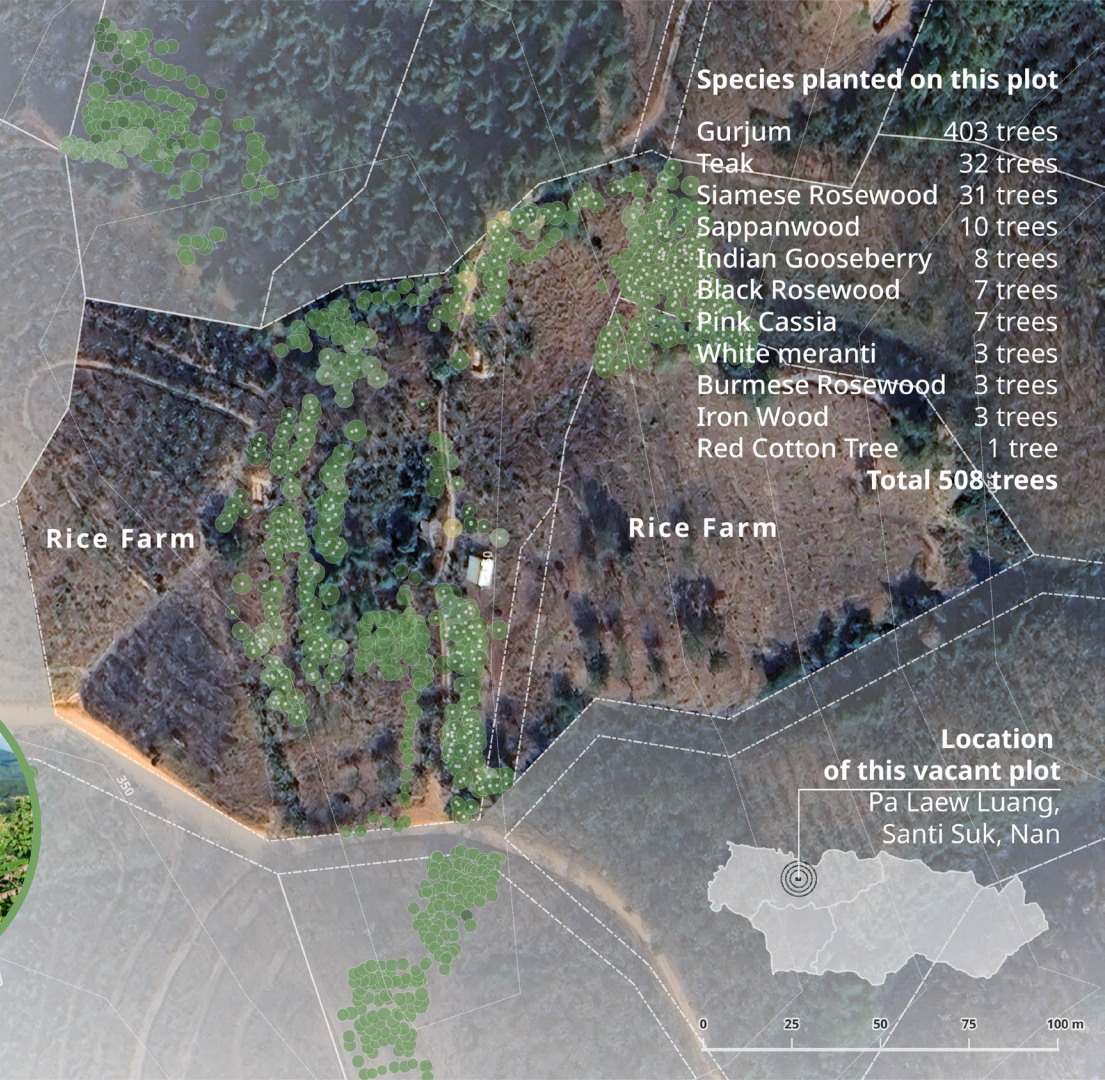 Species planted on this plot
Gurjum 403 trees
Teak 32 trees
Siamese Rosewood 31 trees
Sappanwood 10 trees
Indian Gooseberry 8 trees
Black Rosewood 7 trees
Pink Cassia 7 trees
White meranti 3 trees
Burmese Rosewood 3 trees
Iron Wood 3 trees
Red Cotton Tree 1 tree
Total 508 trees
Rice Farm
Rice Farm
350
Location
of this vacant plot
Pa Laew Luang,
Santi Suk, Nan
0 25 50 75 100 m